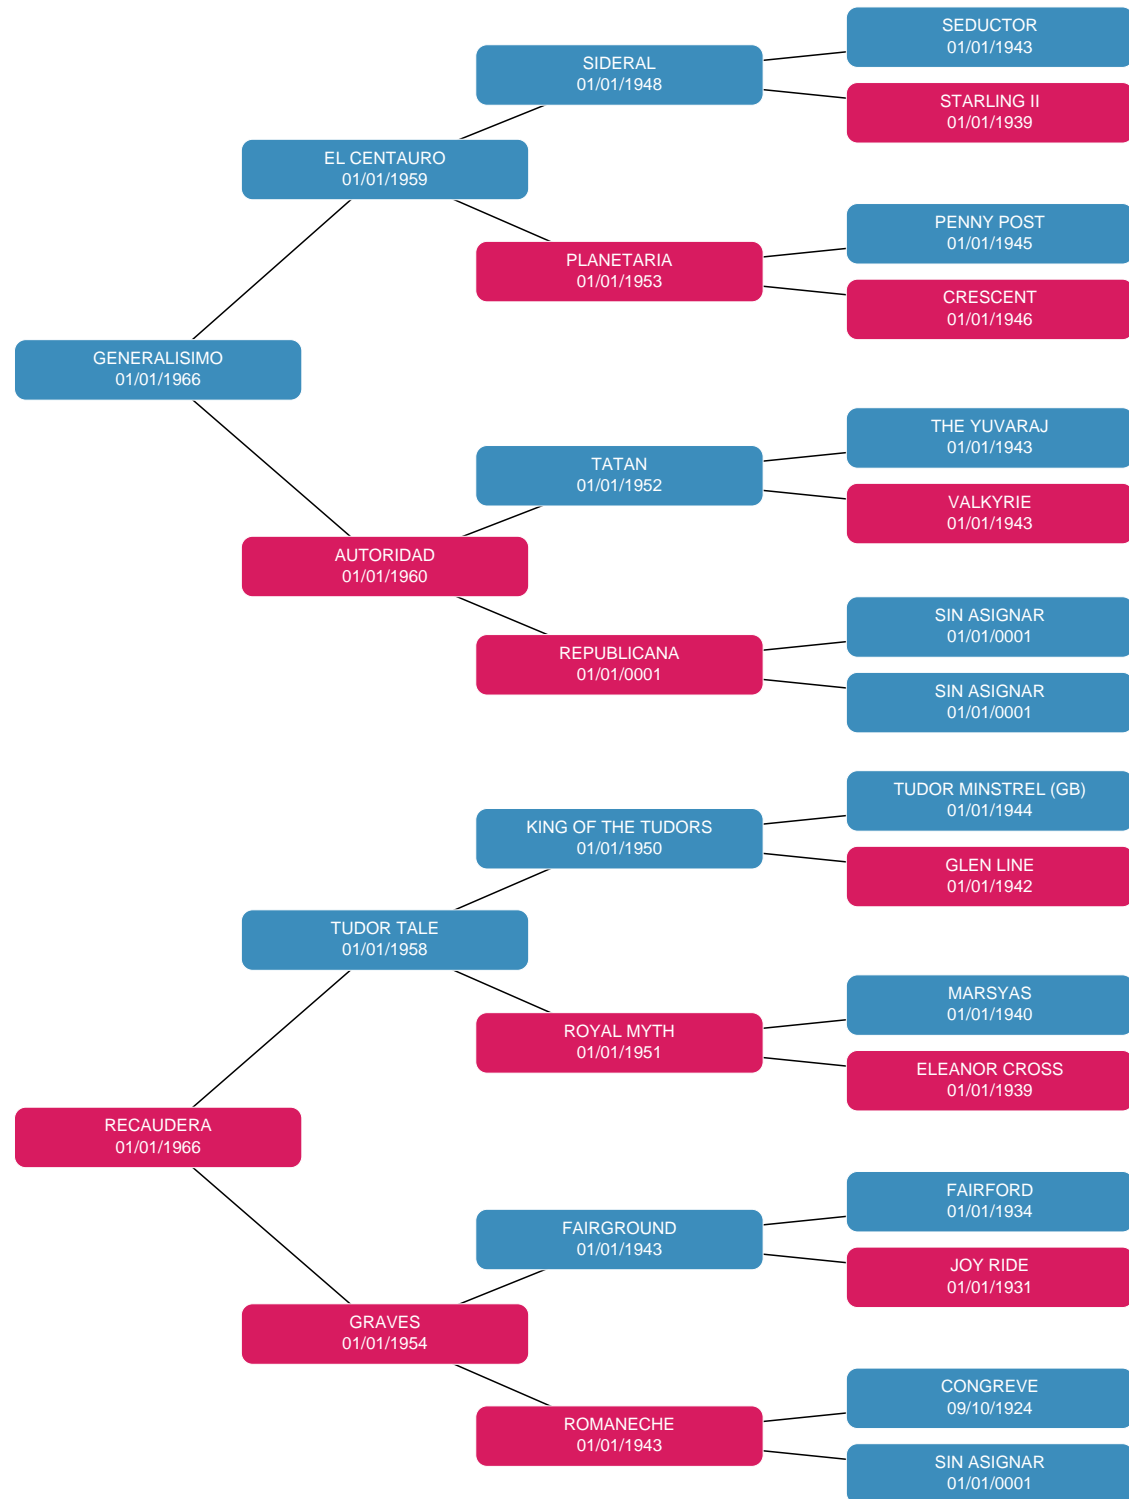 SEDUCTOR
01/01/1943
SIDERAL
01/01/1948
STARLING II
01/01/1939
EL CENTAURO
01/01/1959
PENNY POST
01/01/1945
PLANETARIA
01/01/1953
CRESCENT
01/01/1946
GENERALISIMO
01/01/1966
THE YUVARAJ
01/01/1943
TATAN
01/01/1952
VALKYRIE
01/01/1943
AUTORIDAD
01/01/1960
SIN ASIGNAR
01/01/0001
REPUBLICANA
01/01/0001
SIN ASIGNAR
01/01/0001
TUDOR MINSTREL (GB)
01/01/1944
KING OF THE TUDORS
01/01/1950
GLEN LINE
01/01/1942
TUDOR TALE
01/01/1958
MARSYAS
01/01/1940
ROYAL MYTH
01/01/1951
ELEANOR CROSS
01/01/1939
RECAUDERA
01/01/1966
FAIRFORD
01/01/1934
FAIRGROUND
01/01/1943
JOY RIDE
01/01/1931
GRAVES
01/01/1954
CONGREVE
09/10/1924
ROMANECHE
01/01/1943
SIN ASIGNAR
01/01/0001